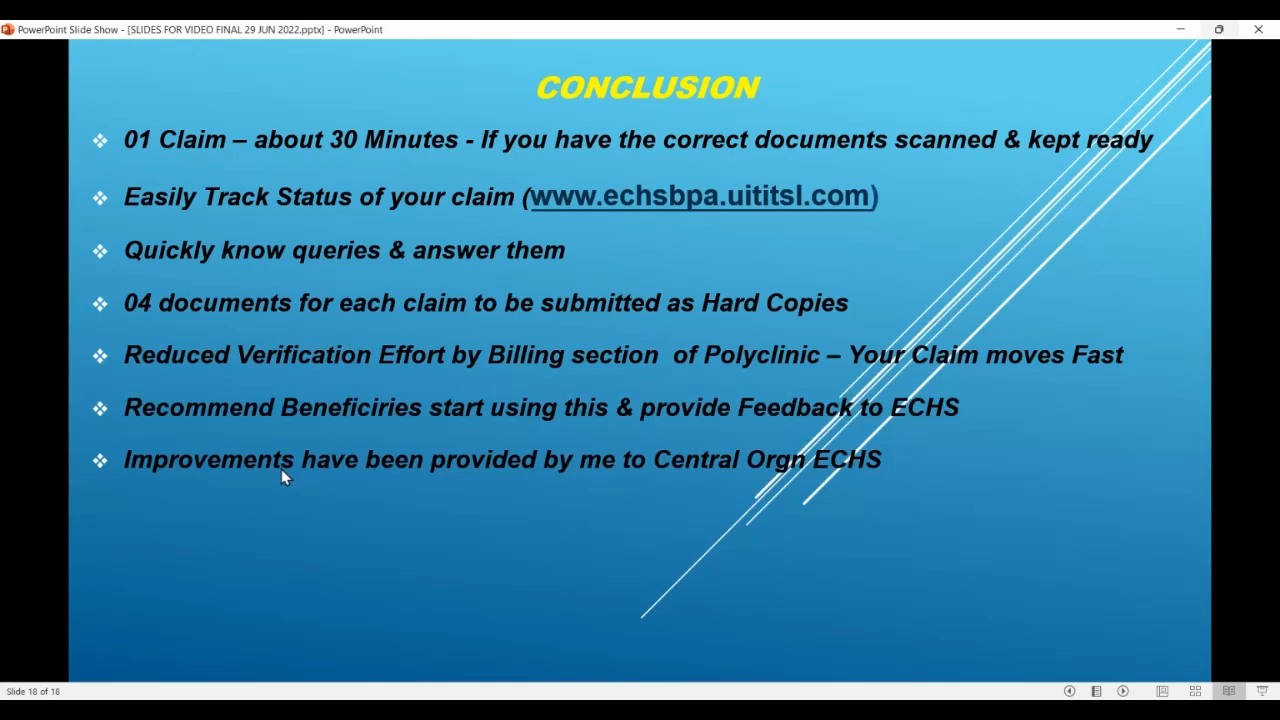 PowerPoint Slide Show - [SLIDES FOR VIDEO FINAL 29 JUN 2022.pptx] - PowerPoint
CONCLUSION
01 Claim – about 30 Minutes - If you have the correct documents scanned & kept ready
Easily Track Status of your claim (www.echsbpa.uititsl.com)
Quickly know queries & answer them
04 documents for each claim to be submitted as Hard Copies
Reduced Verification Effort by Billing section of Polyclinic – Your Claim moves Fast
Recommend Beneficiries start using this & provide Feedback to ECHS
Improvements have been provided by me to Central Orgn ECHS
Slide 18 of 18